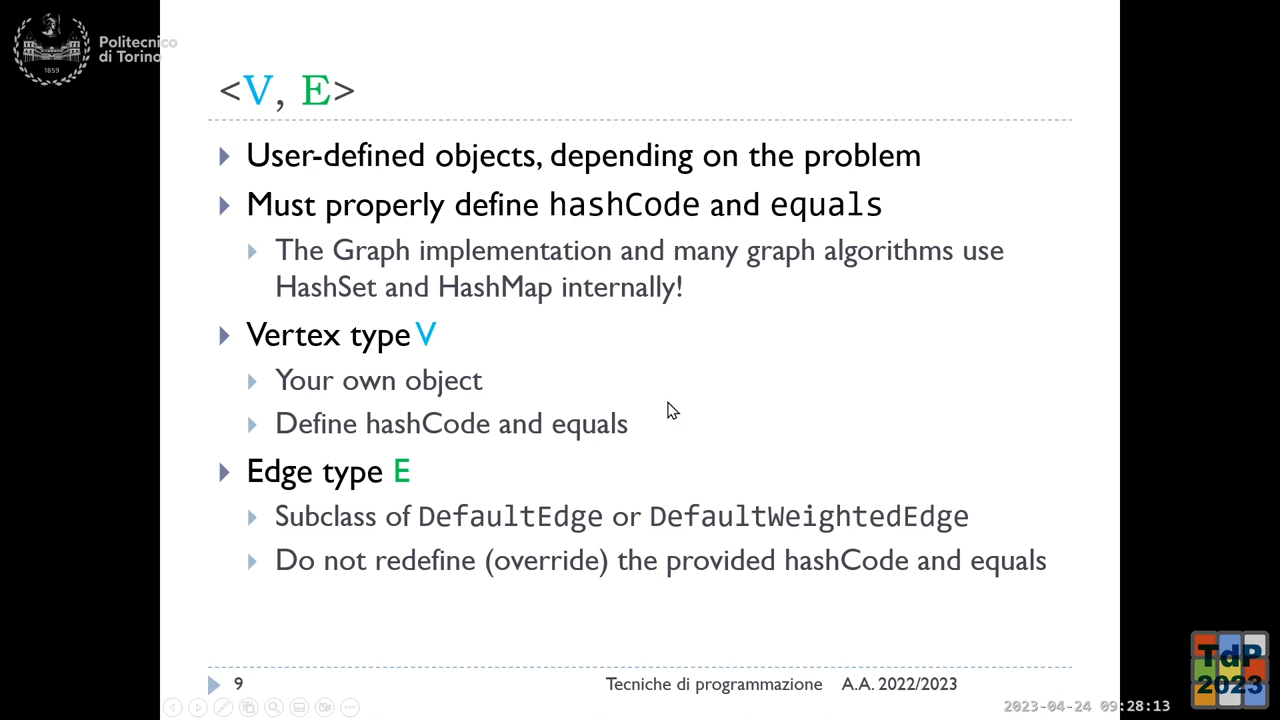 Politecnico
di Torino
1859
<V, E>
User-defined objects, depending on the problem
Must properly define hashCode and equals
The Graph implementation and many graph algorithms use
HashSet and HashMap internally!
Vertex type V
Your own object
Define hashCode and equals
Edge type E
Subclass of DefaultEdge or DefaultWeightedEdge
Do not redefine (override) the provided hashCode and equals
9 Tecniche di programmazione A.A. 2022/2023
TdP
2023
2023-04-24 09:28:13